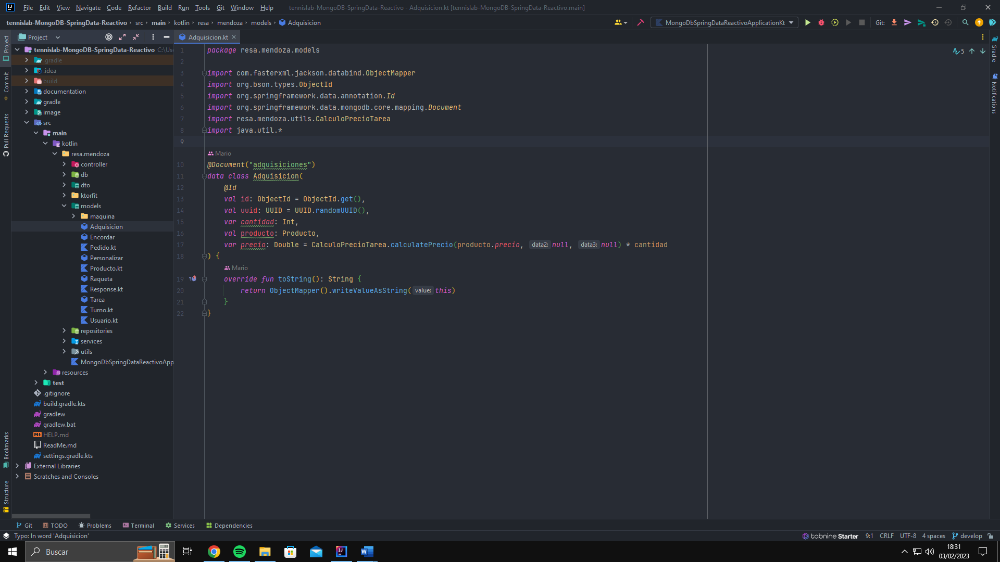 File Edit View Navigate Code Refactor Build Run Tools Git Window Help tennislab-MongoDB-SpringData-Reactivo - Adquisicion.kt [tennislab-MongoDB-SpringData-Reactivo.main]
tennislab-MongoDB-SpringData-Reactivo src main kotlin resa mendoza models Adquisicion MongoDbSpringDataReactivoApplicationKt Git:
Project Adquisicion.kt
Project
Commit
Pull Requests
Bookmarks
Structure
tennislab-MongoDB-SpringData-Reactivo C:\Us
.gradle
.idea
build
documentation
gradle
image
src
main
kotlin
resa.mendoza
controller
db
dto
ktorfit
models
maquina
Adquisicion
Encordar
Pedido.kt
Personalizar
Producto.kt
Raqueta
Response.kt
Tarea
Turno.kt
Usuario.kt
repositories
services
utils
MongoDbSpringDataReactivoApp
resources
test
.gitignore
build.gradle.kts
gradlew
gradlew.bat
HELP.md
ReadMe.md
settings.gradle.kts
External Libraries
Scratches and Consoles
1 package resa.mendoza.models
2
3 import com.fasterxml.jackson.databind.ObjectMapper
4 import org.bson.types.ObjectId
5 import org.springframework.data.annotation.Id
6 import org.springframework.data.mongodb.core.mapping.Document
7 import resa.mendoza.utils.CalculoPrecioTarea
8 import java.util.*
9
Mario
10 @Document("adquisiciones")
11 data class Adquisicion(
12 @Id
13 val id: ObjectId = ObjectId.get(),
14 val uuid: UUID = UUID.randomUUID(),
15 var cantidad: Int,
16 val producto: Producto,
17 var precio: Double = CalculoPrecioTarea.calculatePrecio(producto.precio, data2: null, data3: null) * cantidad
18 ) {
Mario
19 override fun toString(): String {
20 return ObjectMapper().writeValueAsString( value: this)
21 }
22 }
5
Gradle
Notifications
Git TODO Problems Terminal Services Dependencies
Typo: In word 'Adquisicion' tabnine Starter 9:1 CRLF UTF-8 4 spaces develop
Buscar
18:31
03/02/2023